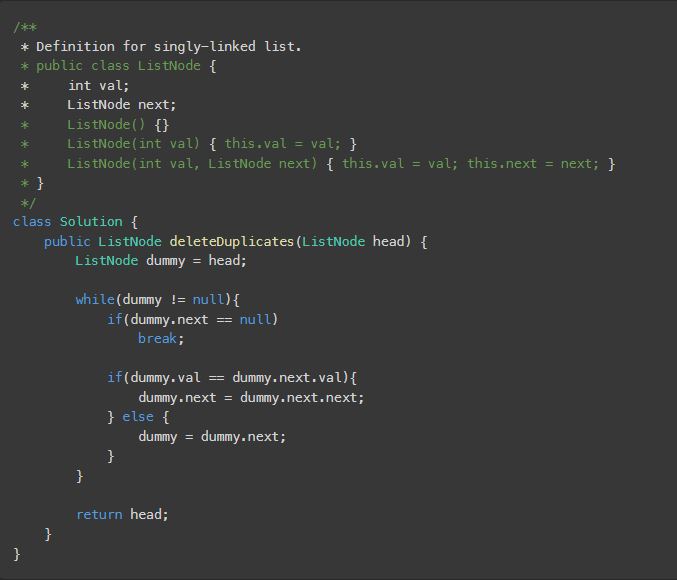 /**
 * Definition for singly-linked list.
 * public class ListNode {
 *     int val;
 *     ListNode next;
 *     ListNode() {}
 *     ListNode(int val) { this.val = val; }
 *     ListNode(int val, ListNode next) { this.val = val; this.next = next; }
 * }
 */
class Solution {
    public ListNode deleteDuplicates(ListNode head) {
        ListNode dummy = head;

        while(dummy != null){
            if(dummy.next == null)
                break;

            if(dummy.val == dummy.next.val){
                dummy.next = dummy.next.next;
            } else {
                dummy = dummy.next;
            }
        }

        return head;
    }
}